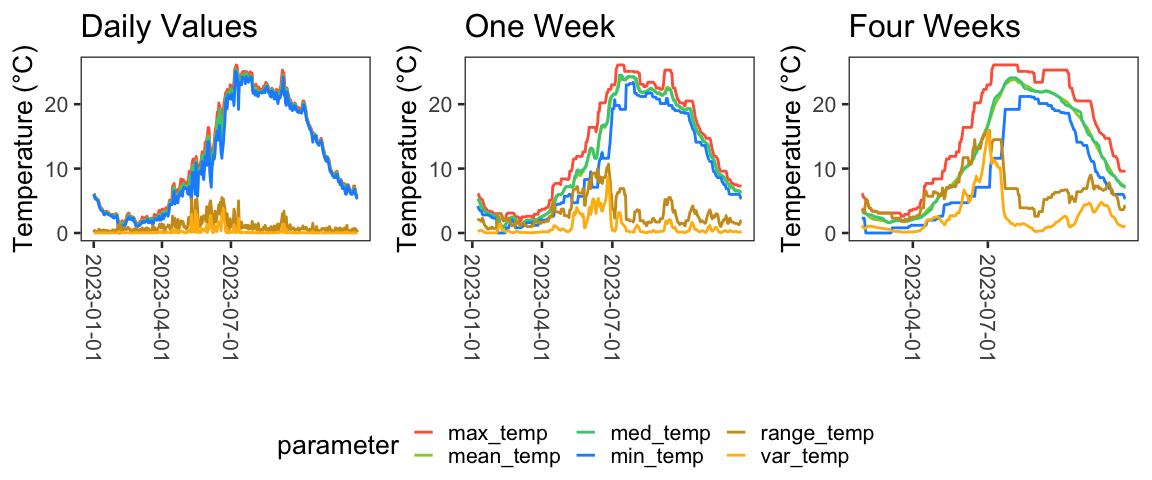 Daily Values
One Week
Four Weeks
Temperature (°C)
20
10
0
2023-01-01
2023-04-01
2023-07-01
Temperature (°C)
20
10
0
2023-01-01
2023-04-01
2023-07-01
Temperature (°C)
20
10
0
2023-04-01
2023-07-01
parameter
max_temp
med_temp
range_temp
mean_temp
min_temp
var_temp